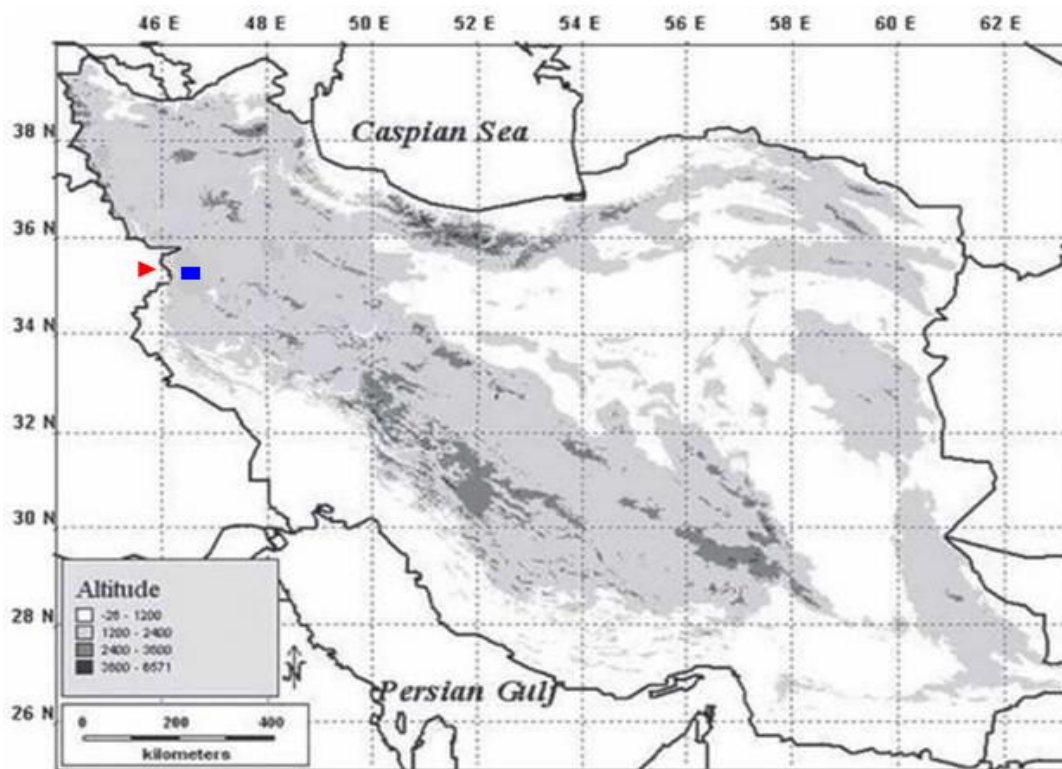 46 E 48 E 50 E 52 E 54 E 56 E 58 E 60 E 62 E
38 N
Caspian Sea
36 N
34 N
32 N
30 N
Altitude
-26 - 1200
1200 - 2400
2400 - 3600
3600 - 6571
28 N
N
Persian Gulf
26 N
0 200 400
kilometers